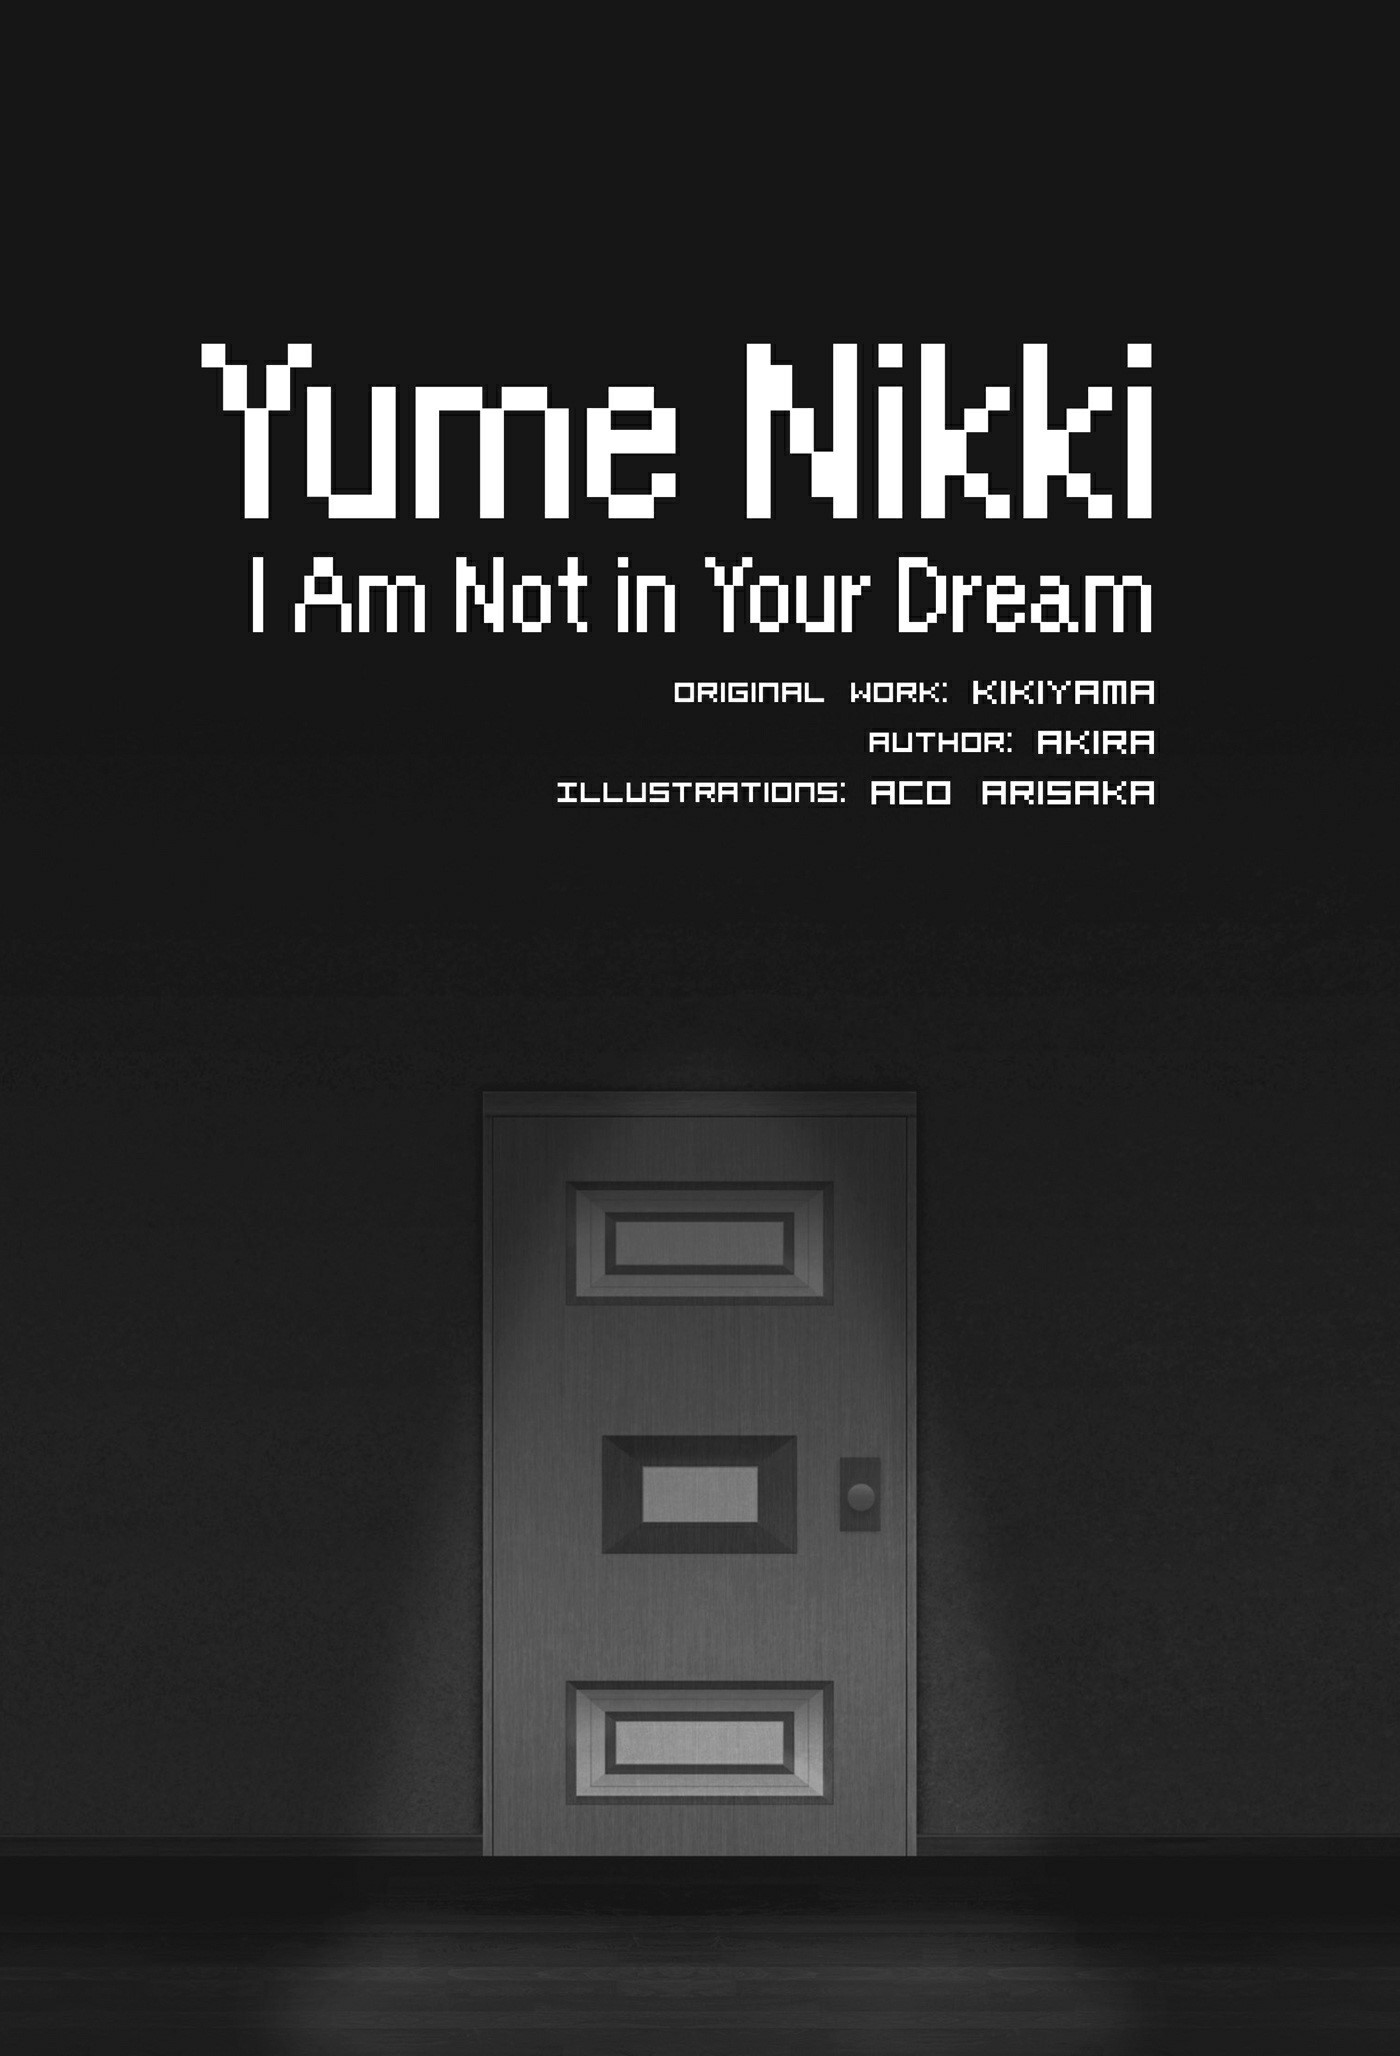 Yume Nikki
I Am Not in Your Dream
ORIGINAL WORK: KIKIYAMA
AUTHOR: AKIRA
ILLUSTRATIONS: ACO ARISAKA